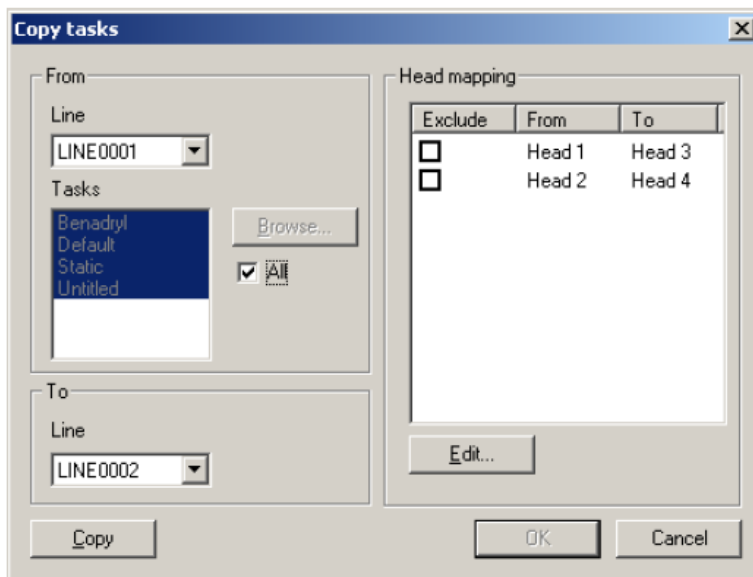 Copy tasks
From
Line
LINE0001
Tasks
Benadryl
Default
Static
Untitled
Browse...
All
To
Line
LINE0002
Copy
Head mapping
Exclude From To
Head 1 Head 3
Head 2 Head 4
Edit...
OK
Cancel